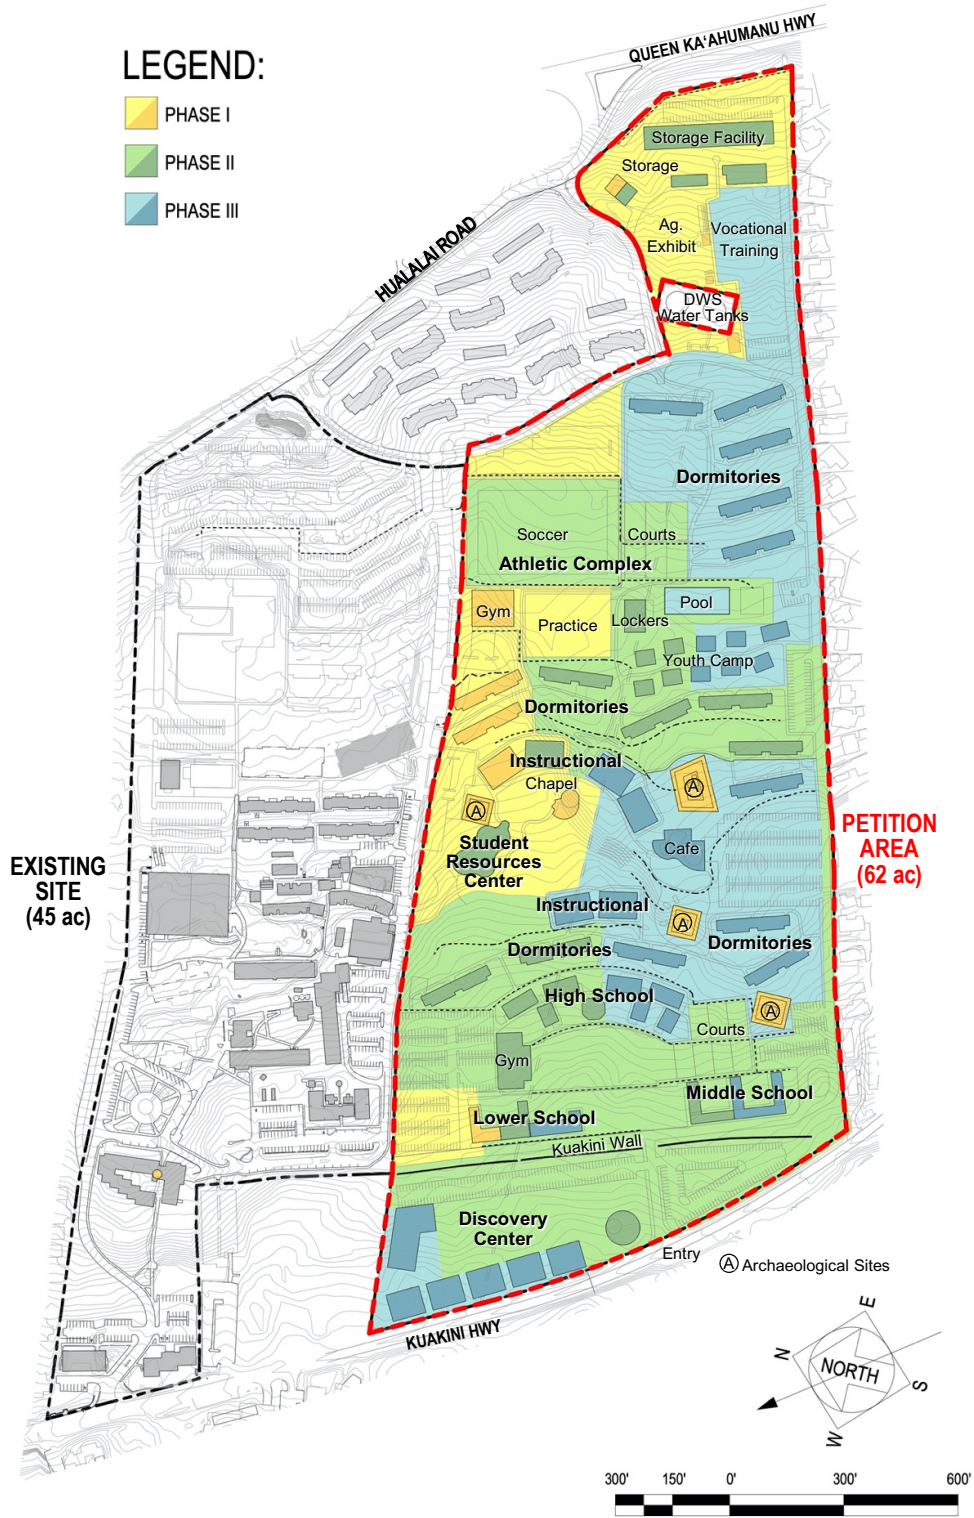 QUEEN KA'AHUMANU HWY
LEGEND:
PHASE I
PHASE II
PHASE III
Storage Facility
Storage
Ag.
Exhibit
Vocational
Training
HUALALAI ROAD
DWS
Water Tanks
Dormitories
Soccer
Courts
Athletic Complex
Gym
Practice
Lockers
Pool
Youth Camp
Dormitories
Instructional
Chapel
A
A
Student
Resources
Center
Cafe
PETITION
AREA
(62 ac)
EXISTING
SITE
(45 ac)
Instructional
A
Dormitories
Dormitories
High School
A
Courts
Gym
Middle School
Lower School
Kuakini Wall
Discovery
Center
Entry
A Archaeological Sites
KUAKINI HWY
E
N
NORTH
S
W
300' 150' 0' 300' 600'